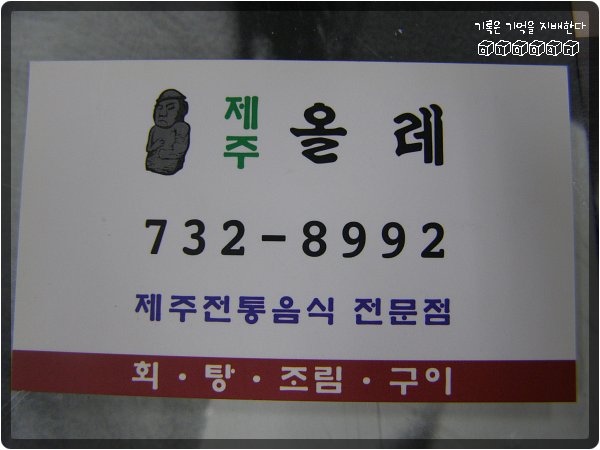 기록은 기억을 지배한다
제주 올레
732-8992
제주전통음식 전문점
회·탕·조림·구이